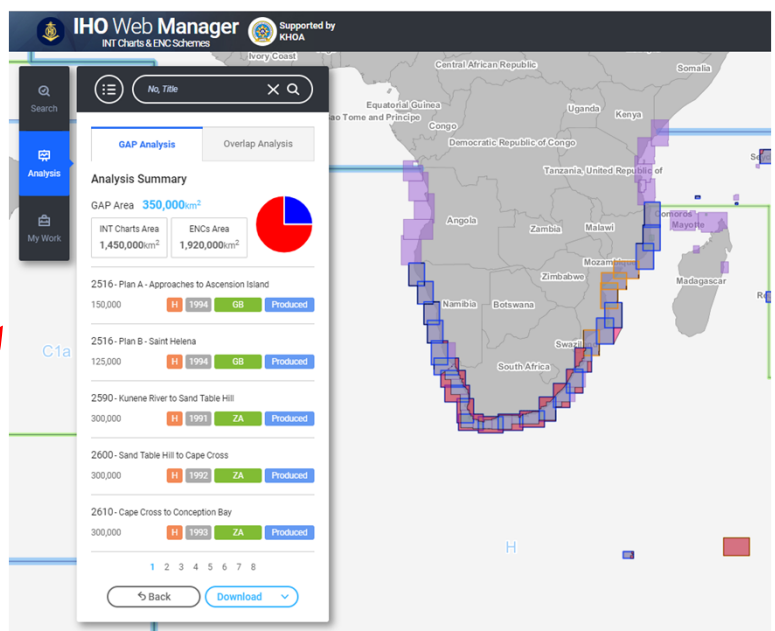 IHO Web Manager
INT Charts & ENC Schemes
Supported by
KHOA
Search
Analysis
My Work
No, Title
GAP Analysis
Overlap Analysis
Analysis Summary
GAP Area 350,000km²
INT Charts Area
1,450,000km²
ENCs Area
1,920,000km²
2516 - Plan A - Approaches to Ascension Island
150,000 H 1994 GB Produced
2516 - Plan B - Saint Helena
125,000 H 1994 GB Produced
2590 - Kunene River to Sand Table Hill
300,000 H 1991 ZA Produced
2600 - Sand Table Hill to Cape Cross
300,000 H 1992 ZA Produced
2610 - Cape Cross to Conception Bay
300,000 H 1993 ZA Produced
1 2 3 4 5 6 7 8
Back
Download
Ivory Coast
Central African Republic
Somalia
Equatorial Guinea
Sao Tome and Principe
Congo
Uganda
Kenya
Democratic Republic of Congo
Tanzania, United Republic of
Angola
Zambia
Malawi
Comoros
Mayotte
Mozambique
Zimbabwe
Madagascar
Namibia
Botswana
South Africa
C1a
H